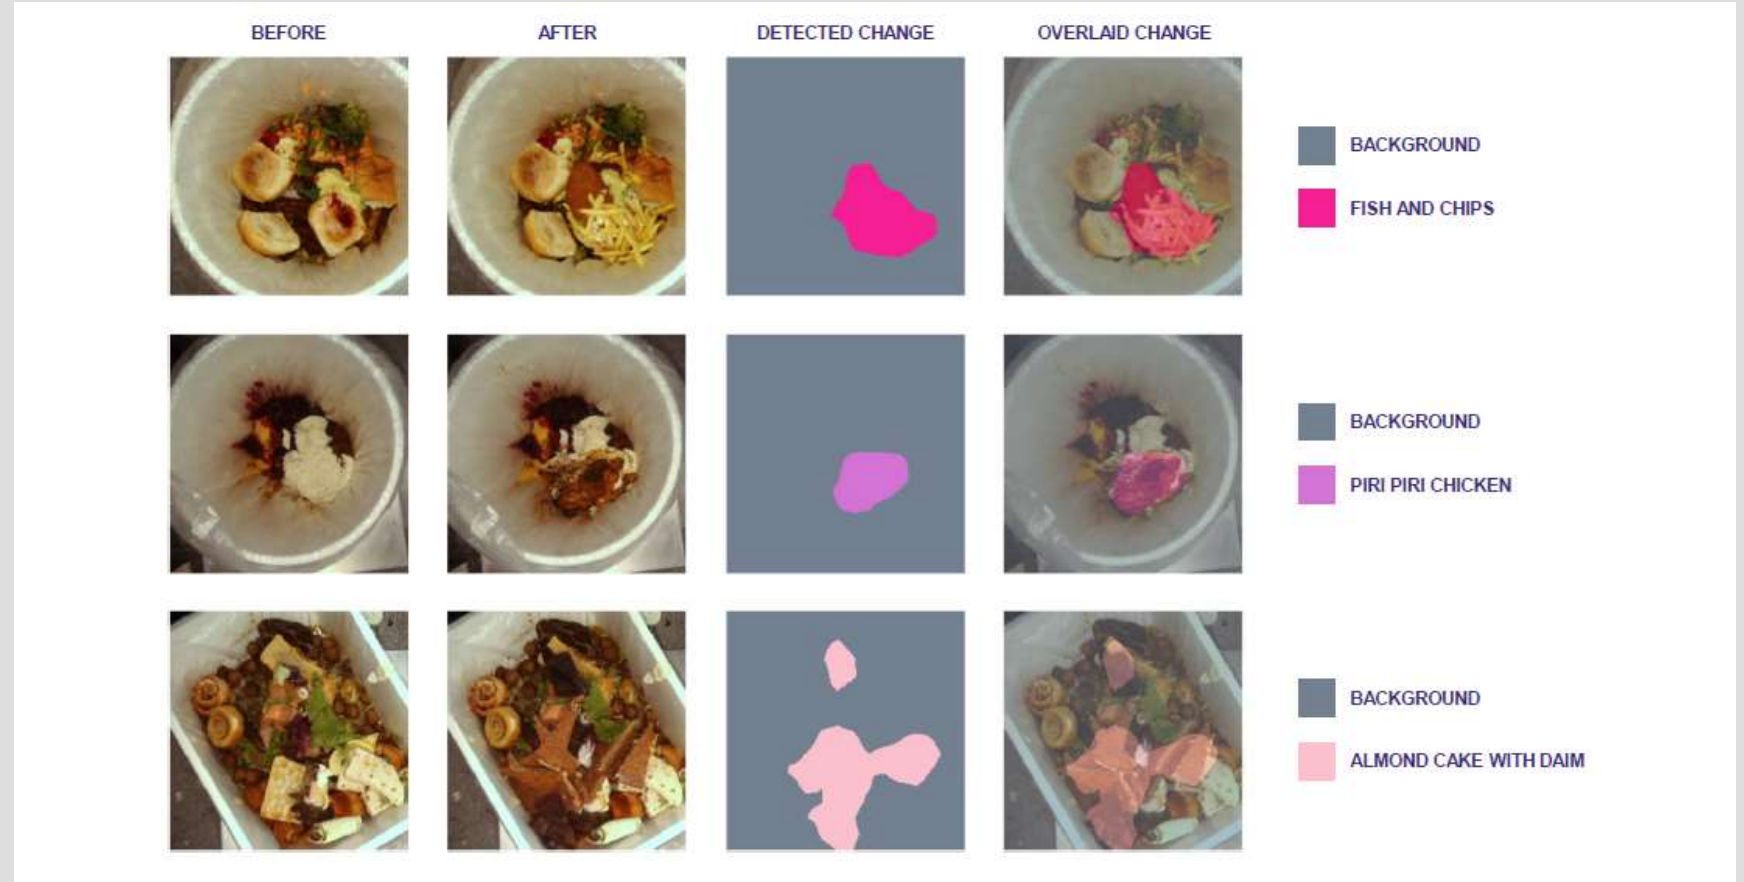 BEFORE
AFTER
DETECTED CHANGE
OVERLAID CHANGE
BACKGROUND
FISH AND CHIPS
BACKGROUND
PIRI PIRI CHICKEN
BACKGROUND
ALMOND CAKE WITH DAIM